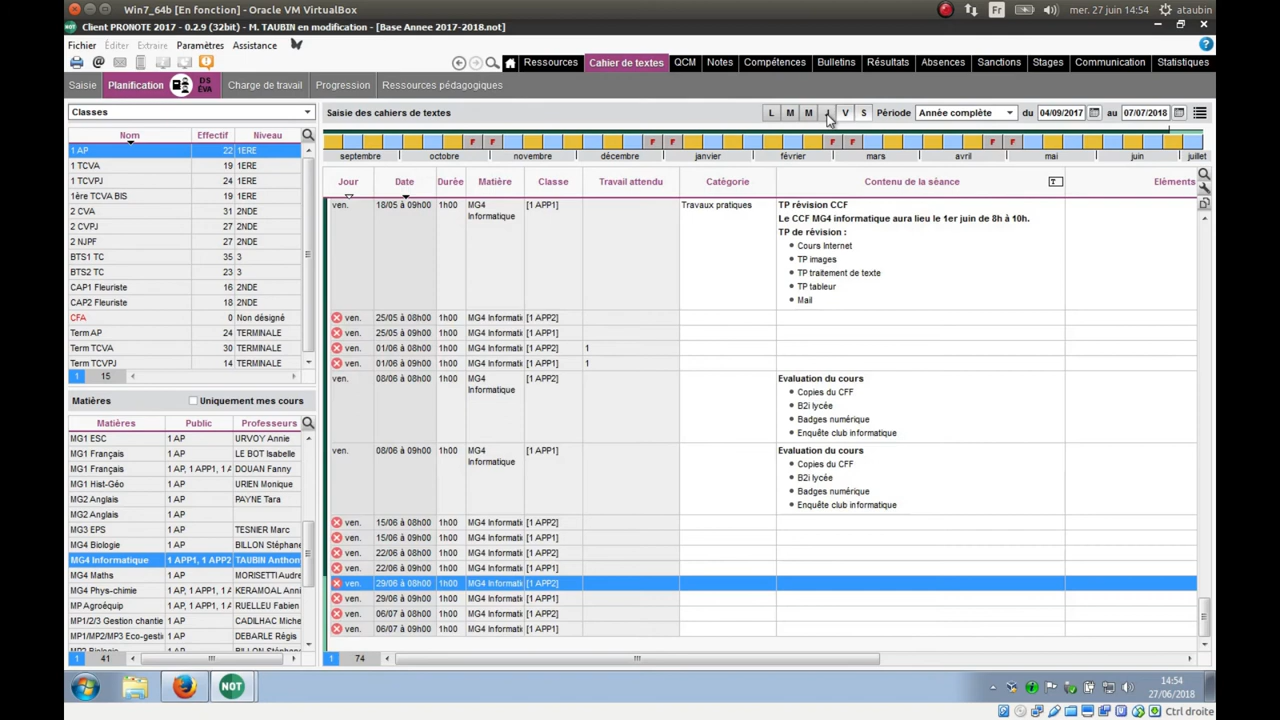 Win7_64b [En fonction] - Oracle VM VirtualBox
Fr
mer. 27 juin 14:54
ataubin
Client PRONOTE 2017 - 0.9.4 (32bit) - M. TAUBIN en modification - [Base Annee 2017-2018.not]
Fichier Éditer Extraire Paramètres Assistance
Ressources Cahier de textes QCM Notes Compétences Bulletins Résultats Absences Sanctions Stages Communication Statistiques
Saisie Planification DS ÉVA Charge de travail Progression Ressources pédagogiques
Classes
Saisie des cahiers de textes
L M M J V S Période Année complète du 04/09/2017 au 07/07/2018
F F F F F F F F
septembre octobre novembre décembre janvier février mars avril mai juin juillet
Nom Effectif Niveau
1 AP 22 1ERE
1 TCVA 19 1ERE
1 TCVPJ 24 1ERE
1ère TCVA BIS 19 1ERE
2 CVA 31 2NDE
2 CVPJ 27 2NDE
2 NJPF 27 2NDE
BTS1 TC 35 3
BTS2 TC 23 3
CAP1 Fleuriste 16 2NDE
CAP2 Fleuriste 18 2NDE
CFA 0 Non désigné
Term AP 24 TERMINALE
Term TCVA 30 TERMINALE
Term TCVPJ 14 TERMINALE
1 15
Matières Uniquement mes cours
Matières Public Professeurs
MG1 ESC 1 AP URVOY Annie
MG1 Français 1 AP LE BOT Isabelle
MG1 Français 1 AP, 1 APP1, 1 A DOUAN Fanny
MG1 Hist-Géo 1 AP URIEN Monique
MG2 Anglais 1 AP PAYNE Tara
MG2 Anglais 1 AP
MG3 EPS 1 AP TESNIER Marc
MG4 Biologie 1 AP BILLON Stéphane
MG4 Informatique 1 APP1, 1 APP2 TAUBIN Anthon
MG4 Maths 1 AP MORISETTI Audre
MG4 Phys-chimie 1 AP, 1 APP1, 1 A KERAMOAL Anni
MP Agroéquip 1 AP, 1 APP1, 1 A RUELLEU Fabien
MP1/2/3 Gestion chantie 1 AP CADILHAC Miche
MP1/MP2/MP3 Eco-gesti 1 AP DEBARLE Régis
1 41
Jour Date Durée Matière Classe Travail attendu Catégorie Contenu de la séance Eléments
ven. 18/05 à 09h00 1h00 MG4 Informatique [1 APP1] Travaux pratiques TP révision CCF
Le CCF MG4 informatique aura lieu le 1er juin de 8h à 10h.
TP de révision :
Cours Internet
TP images
TP traitement de texte
TP tableur
Mail
ven. 25/05 à 08h00 1h00 MG4 Informati [1 APP2]
ven. 25/05 à 09h00 1h00 MG4 Informati [1 APP1]
ven. 01/06 à 08h00 1h00 MG4 Informati [1 APP2] 1
ven. 01/06 à 09h00 1h00 MG4 Informati [1 APP1] 1
ven. 08/06 à 08h00 1h00 MG4 Informatique [1 APP2] Evaluation du cours
Copies du CFF
B2i lycée
Badges numérique
Enquête club informatique
ven. 08/06 à 09h00 1h00 MG4 Informatique [1 APP1] Evaluation du cours
Copies du CFF
B2i lycée
Badges numérique
Enquête club informatique
ven. 15/06 à 08h00 1h00 MG4 Informati [1 APP2]
ven. 15/06 à 09h00 1h00 MG4 Informati [1 APP1]
ven. 22/06 à 08h00 1h00 MG4 Informati [1 APP2]
ven. 22/06 à 09h00 1h00 MG4 Informati [1 APP1]
ven. 29/06 à 08h00 1h00 MG4 Informati [1 APP2]
ven. 29/06 à 09h00 1h00 MG4 Informati [1 APP1]
ven. 06/07 à 08h00 1h00 MG4 Informati [1 APP2]
ven. 06/07 à 09h00 1h00 MG4 Informati [1 APP1]
1 74
NOT
14:54
27/06/2018
Ctrl droite